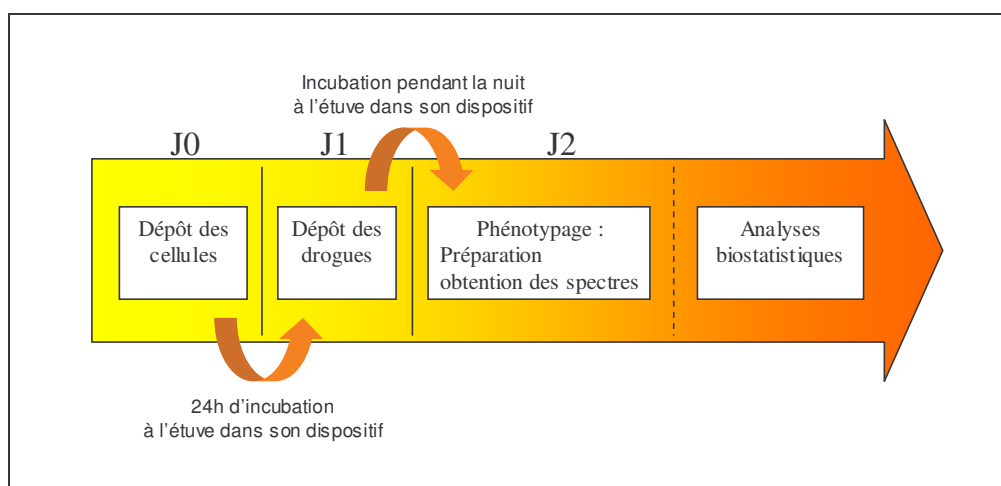 Incubation pendant la nuit
à l'étuve dans son dispositif
J0
J1
J2
Dépôt des
cellules
Dépôt des
drogues
Phénotypage :
Préparation
obtention des spectres
Analyses
biostatistiques
24h d'incubation
à l'étuve dans son dispositif